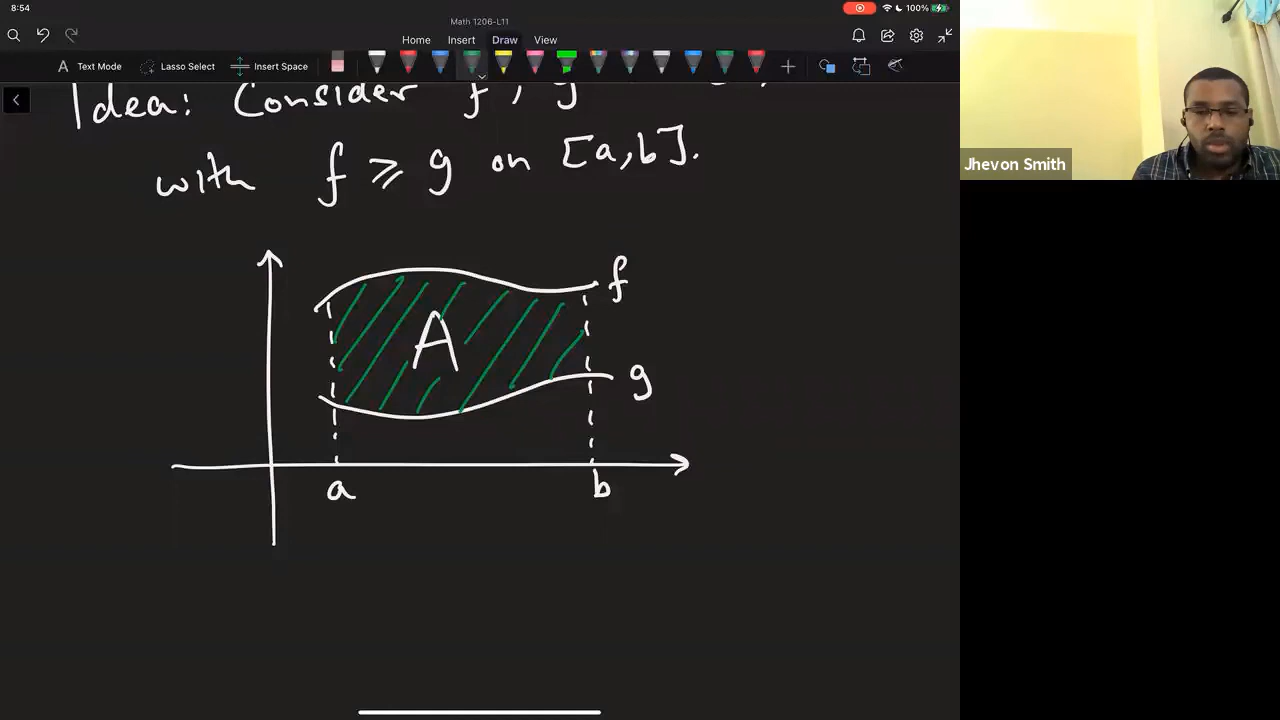 8:54
100%
Math 1206-L11
Home Insert Draw View
Text Mode Lasso Select Insert Space
Idea: Consider f, g
with f ≥ g on [a,b].
f
A
g
a b
Jhevon Smith